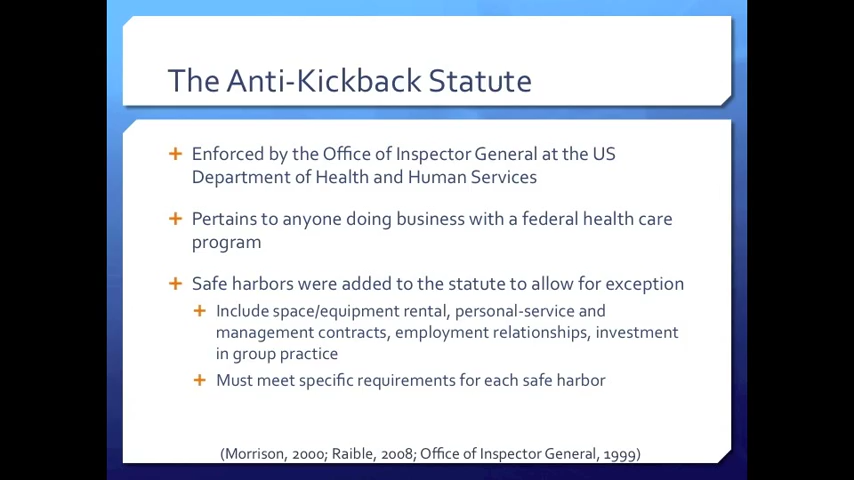 The Anti-Kickback Statute
Enforced by the Office of Inspector General at the US
Department of Health and Human Services
Pertains to anyone doing business with a federal health care
program
Safe harbors were added to the statute to allow for exception
Include space/equipment rental, personal-service and
management contracts, employment relationships, investment
in group practice
Must meet specific requirements for each safe harbor
(Morrison, 2000; Raible, 2008; Office of Inspector General, 1999)